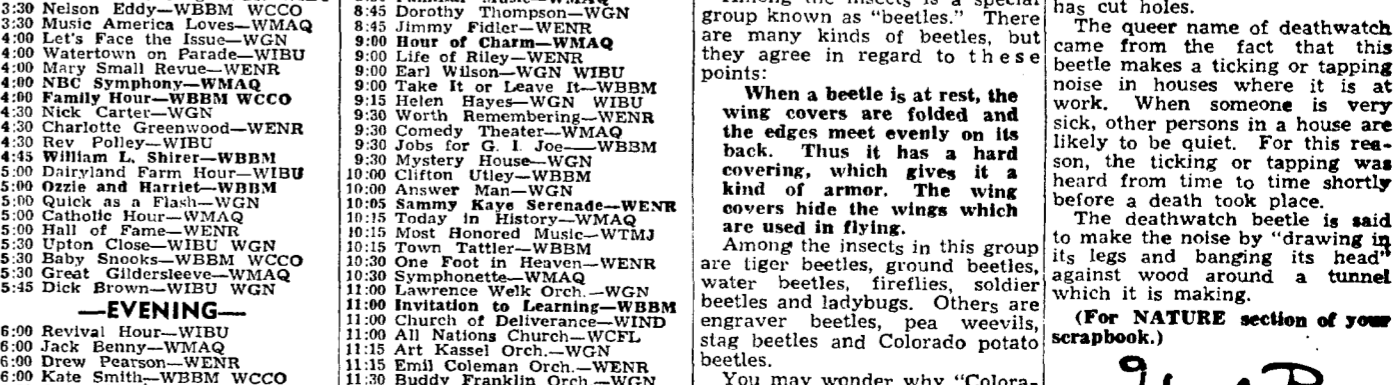 3:30 Nelson Eddy—WBBM WCCO
3:30 Music America Loves—WMAQ
4:00 Let's Face the Issue—WGN
4:00 Watertown on Parade—WIBU
4:00 Mary Small Revue—WENR
4:00 NBC Symphony—WMAQ
4:00 Family Hour—WBBM WCCO
4:30 Nick Carter—WGN
4:30 Charlotte Greenwood—WENR
4:30 Rev Polley—WIBU
4:45 William L. Shirer—WBBM
5:00 Dairyland Farm Hour—WIBU
5:00 Ozzie and Harriet—WBBM
5:00 Quick as a Flash—WGN
5:00 Catholic Hour—WMAQ
5:00 Hall of Fame—WENR
5:30 Upton Close—WIBU WGN
5:30 Baby Snooks—WBBM WCCO
5:30 Great Gildersleeve—WMAQ
5:45 Dick Brown—WIBU WGN
—EVENING—
6:00 Revival Hour—WIBU
6:00 Jack Benny—WMAQ
6:00 Drew Pearson—WENR
6:00 Kate Smith—WBBM WCCO
8:45 Dorothy Thompson—WGN
8:45 Jimmy Fidler—WENR
9:00 Hour of Charm—WMAQ
9:00 Life of Riley—WENR
9:00 Earl Wilson—WGN WIBU
9:00 Take It or Leave It—WBBM
9:15 Helen Hayes—WGN WIBU
9:30 Worth Remembering—WENR
9:30 Comedy Theater—WMAQ
9:30 Jobs for G. I. Joe—WBBM
9:30 Mystery House—WGN
10:00 Clifton Utley—WBBM
10:00 Answer Man—WGN
10:05 Sammy Kaye Serenade—WENR
10:15 Today in History—WMAQ
10:15 Most Honored Music—WTMJ
10:15 Town Tattler—WBBM
10:30 One Foot in Heaven—WENR
10:30 Symphonette—WMAQ
11:00 Lawrence Welk Orch.—WGN
11:00 Invitation to Learning—WBBM
11:00 Church of Deliverance—WIND
11:00 All Nations Church—WCFL
11:15 Art Kassel Orch.—WGN
11:15 Emil Coleman Orch.—WENR
11:30 Buddy Franklin Orch—WGN
Among the insects is a special
group known as "beetles." There
are many kinds of beetles, but
they agree in regard to these
points:
When a beetle is at rest, the
wing covers are folded and
the edges meet evenly on its
back. Thus it has a hard
covering, which gives it a
kind of armor. The wing
covers hide the wings which
are used in flying.
Among the insects in this group
are tiger beetles, ground beetles,
water beetles, fireflies, soldier
beetles and ladybugs. Others are
engraver beetles, pea weevils,
stag beetles and Colorado potato
beetles.
You may wonder why "Colora-
has cut holes.
The queer name of deathwatch
came from the fact that this
beetle makes a ticking or tapping
noise in houses where it is at
work. When someone is very
sick, other persons in a house are
likely to be quiet. For this rea-
son, the ticking or tapping was
heard from time to time shortly
before a death took place.
The deathwatch beetle is said
to make the noise by "drawing in
its legs and banging its head"
against wood around a tunnel
which it is making.
(For NATURE section of your
scrapbook.)